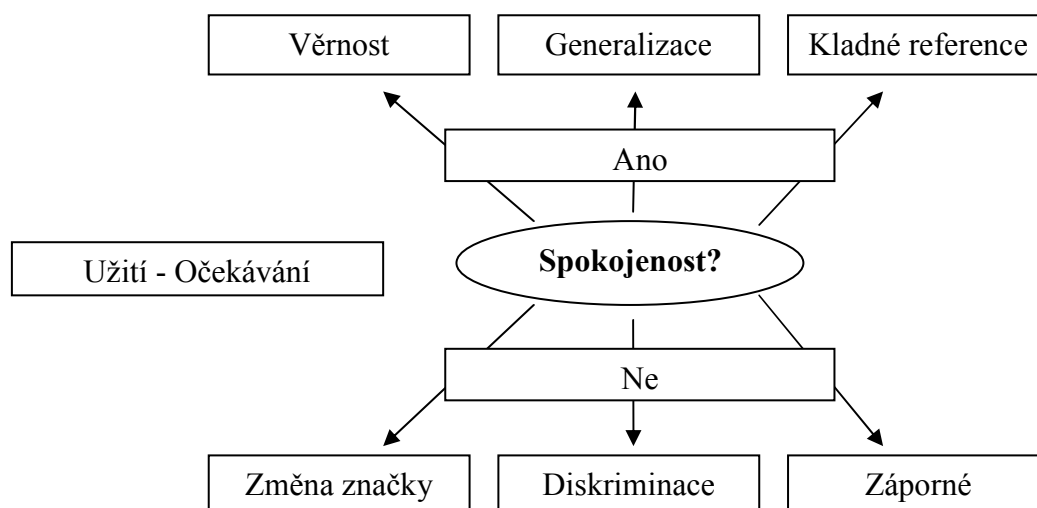 Věrnost
Generalizace
Kladné reference
Ano
Užití - Očekávání
Spokojenost?
Ne
Změna značky
Diskriminace
Záporné